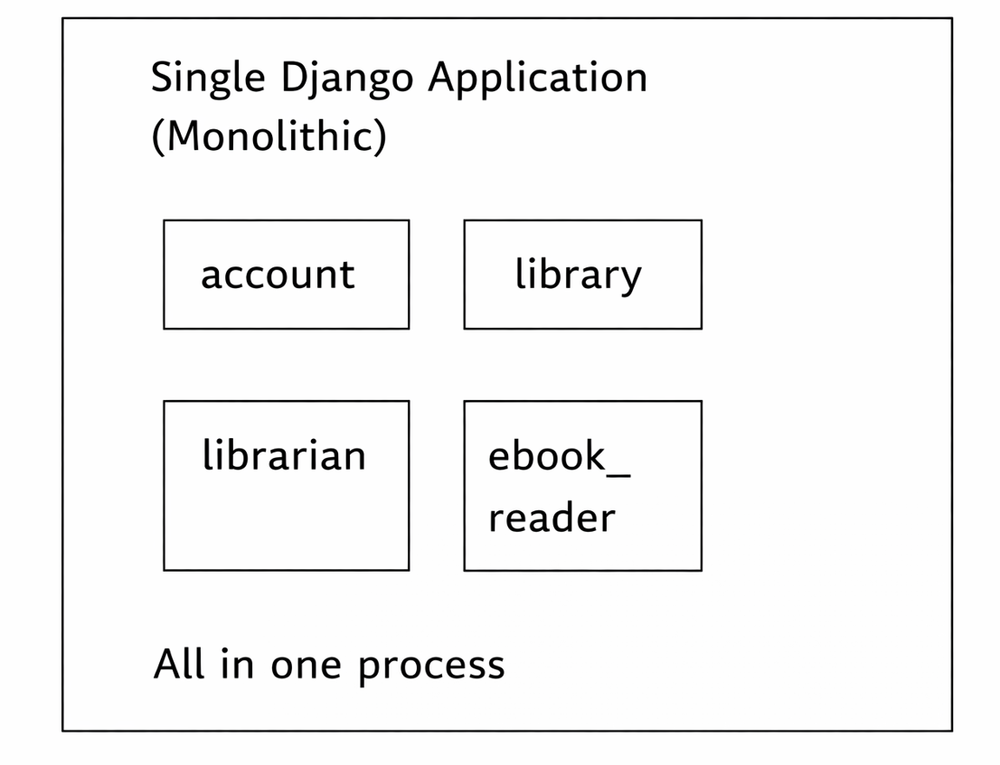 Single Django Application
(Monolithic)
account
library
librarian
ebook_
reader
All in one process